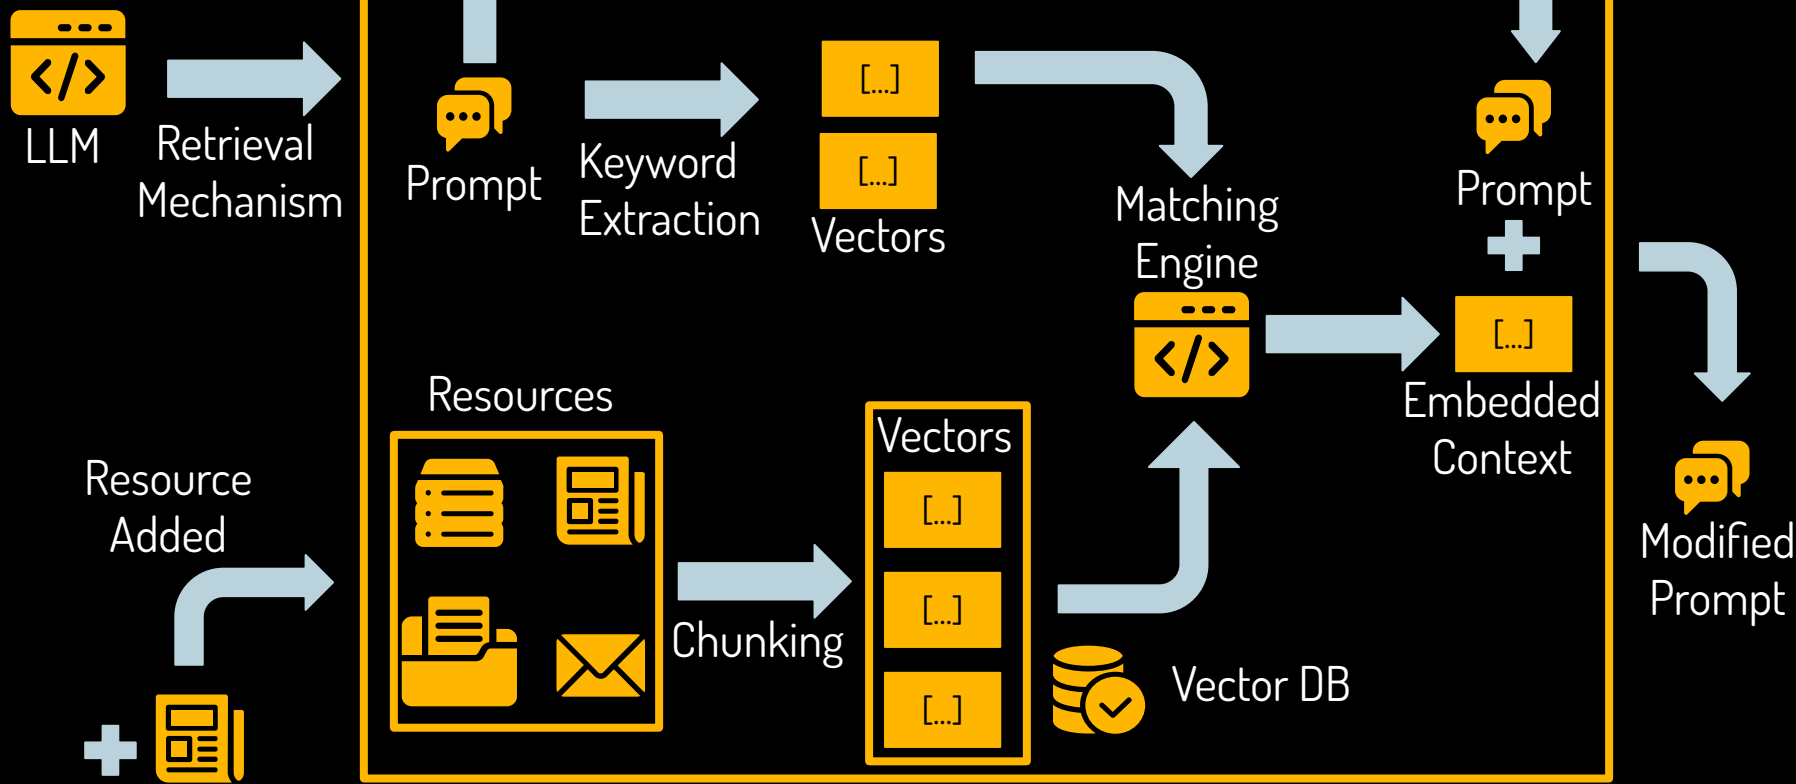 LLM
Retrieval
Mechanism
Prompt
Keyword
Extraction
[...]
[...]
Vectors
Matching
Engine
Prompt
[...]
Embedded
Context
Modified
Prompt
Resource
Added
Resources
Chunking
Vectors
[...]
[...]
[...]
Vector DB